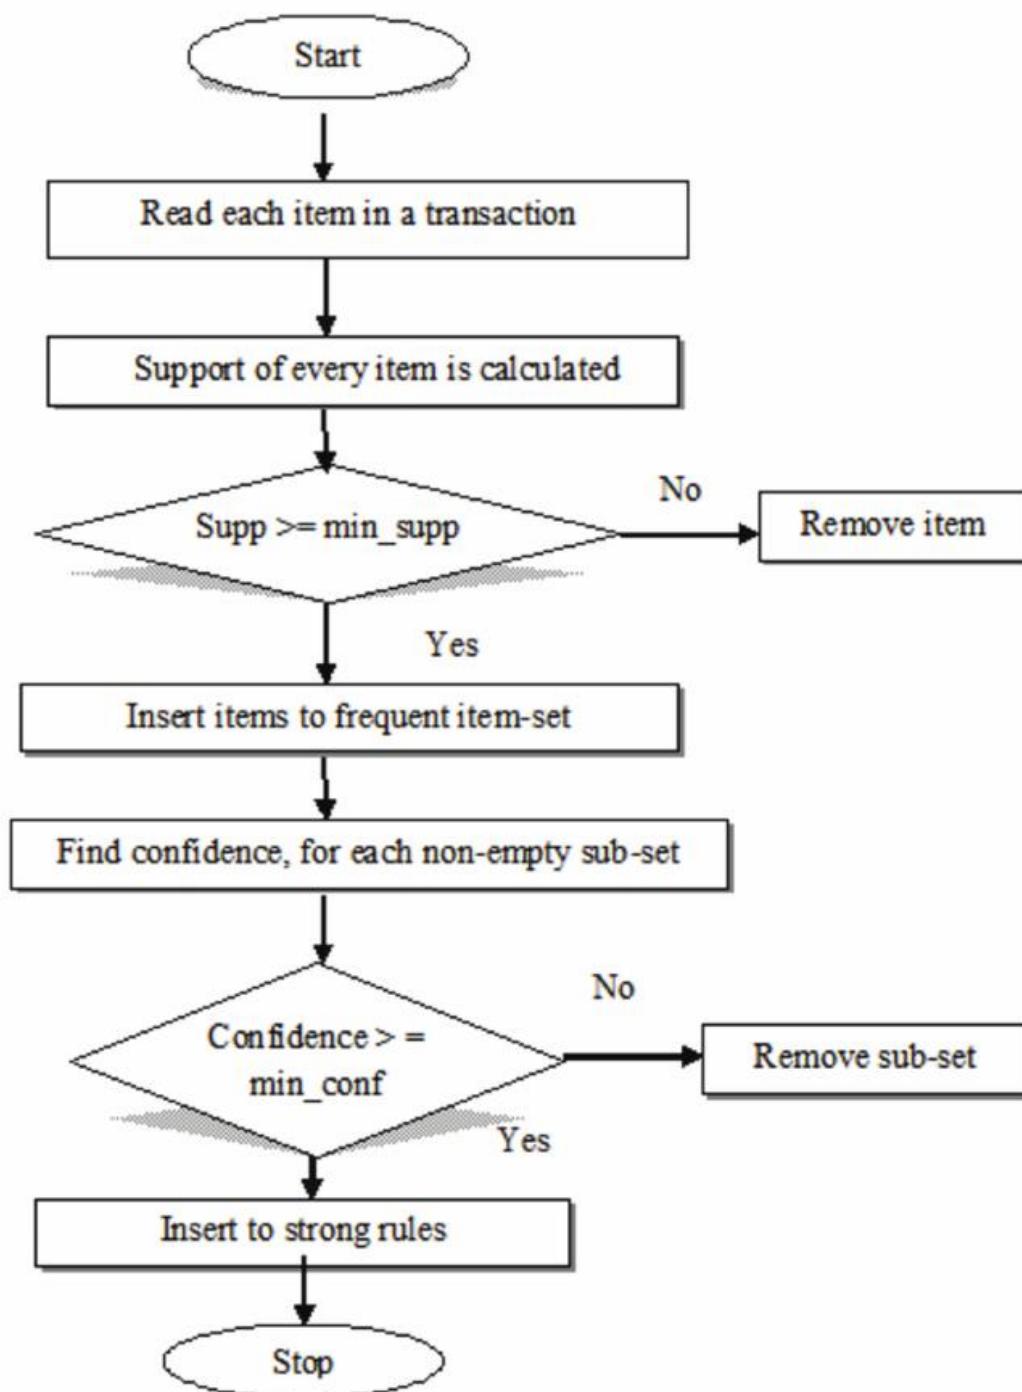 Start
Read each item in a transaction
Support of every item is calculated
Supp >= min_supp
No
Remove item
Yes
Insert items to frequent item-set
Find confidence, for each non-empty sub-set
Confidence > =
min_conf
No
Remove sub-set
Yes
Insert to strong rules
Stop